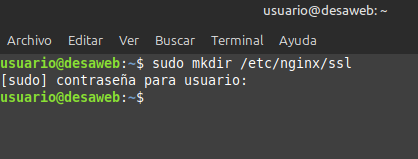 usuario@desaweb: ~
Archivo Editar Ver Buscar Terminal Ayuda
usuario@desaweb:~$ sudo mkdir /etc/nginx/ssl
[sudo] contraseña para usuario:
usuario@desaweb:~$